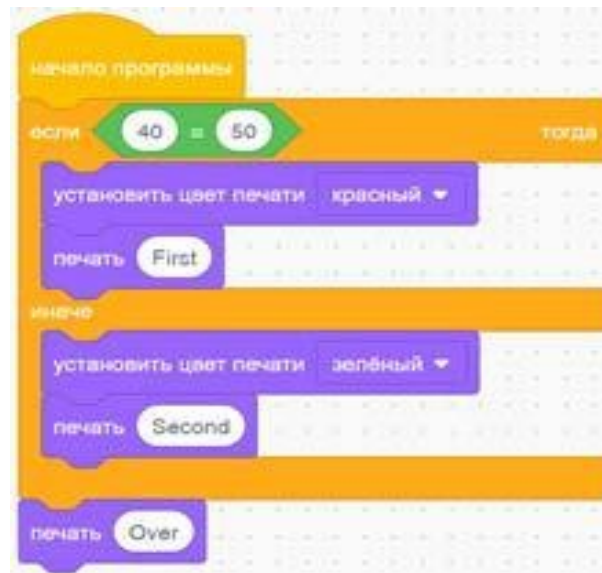 начало программы
если 40 = 50 тогда
установить цвет печати красный
печать First
иначе
установить цвет печати зелёный
печать Second
печать Over